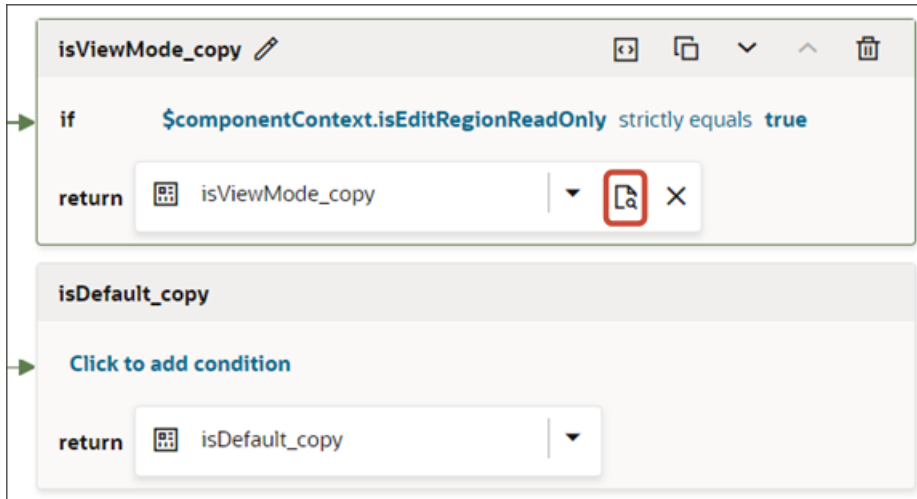 isViewMode_copy
if $componentContext.isEditRegionReadOnly strictly equals true
return isViewMode_copy
isDefault_copy
Click to add condition
return isDefault_copy